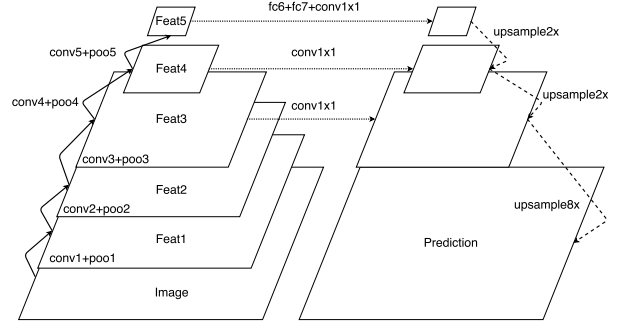 fc6+fc7+conv1x1
Feat5
upsample2x
conv5+poo5
conv1x1
Feat4
upsample2x
conv4+poo4
conv1x1
Feat3
conv3+poo3
Feat2
upsample8x
conv2+poo2
Feat1
Prediction
conv1+poo1
Image